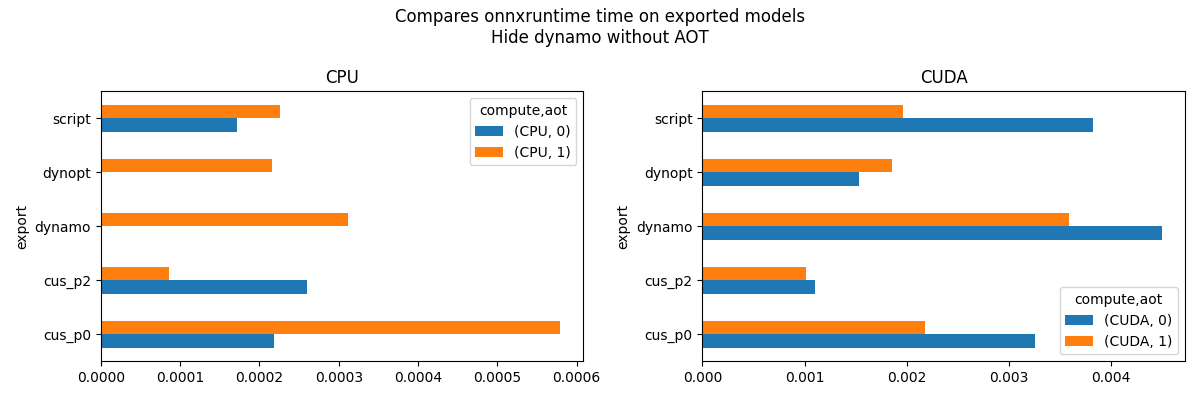 Compares onnxruntime time on exported models
Hide dynamo without AOT
CPU
export
script
dynopt
dynamo
cus_p2
cus_p0
compute,aot
(CPU, 0)
(CPU, 1)
0.0000 0.0001 0.0002 0.0003 0.0004 0.0005 0.0006
CUDA
export
script
dynopt
dynamo
cus_p2
cus_p0
compute,aot
(CUDA, 0)
(CUDA, 1)
0.000 0.001 0.002 0.003 0.004